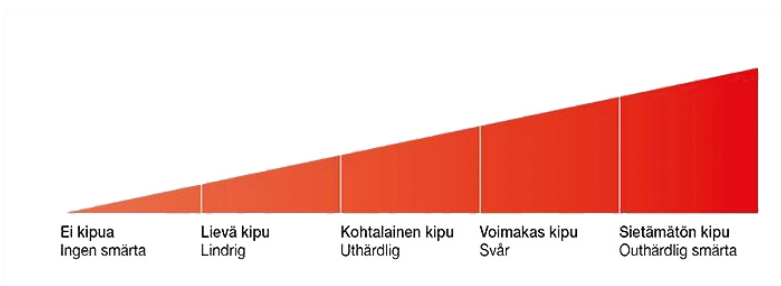 Ei kipua
Ingen smärta
Lievä kipu
Lindrig
Kohtalainen kipu
Uthärdlig
Voimakas kipu
Svår
Sietämätön kipu
Outhärdlig smärta